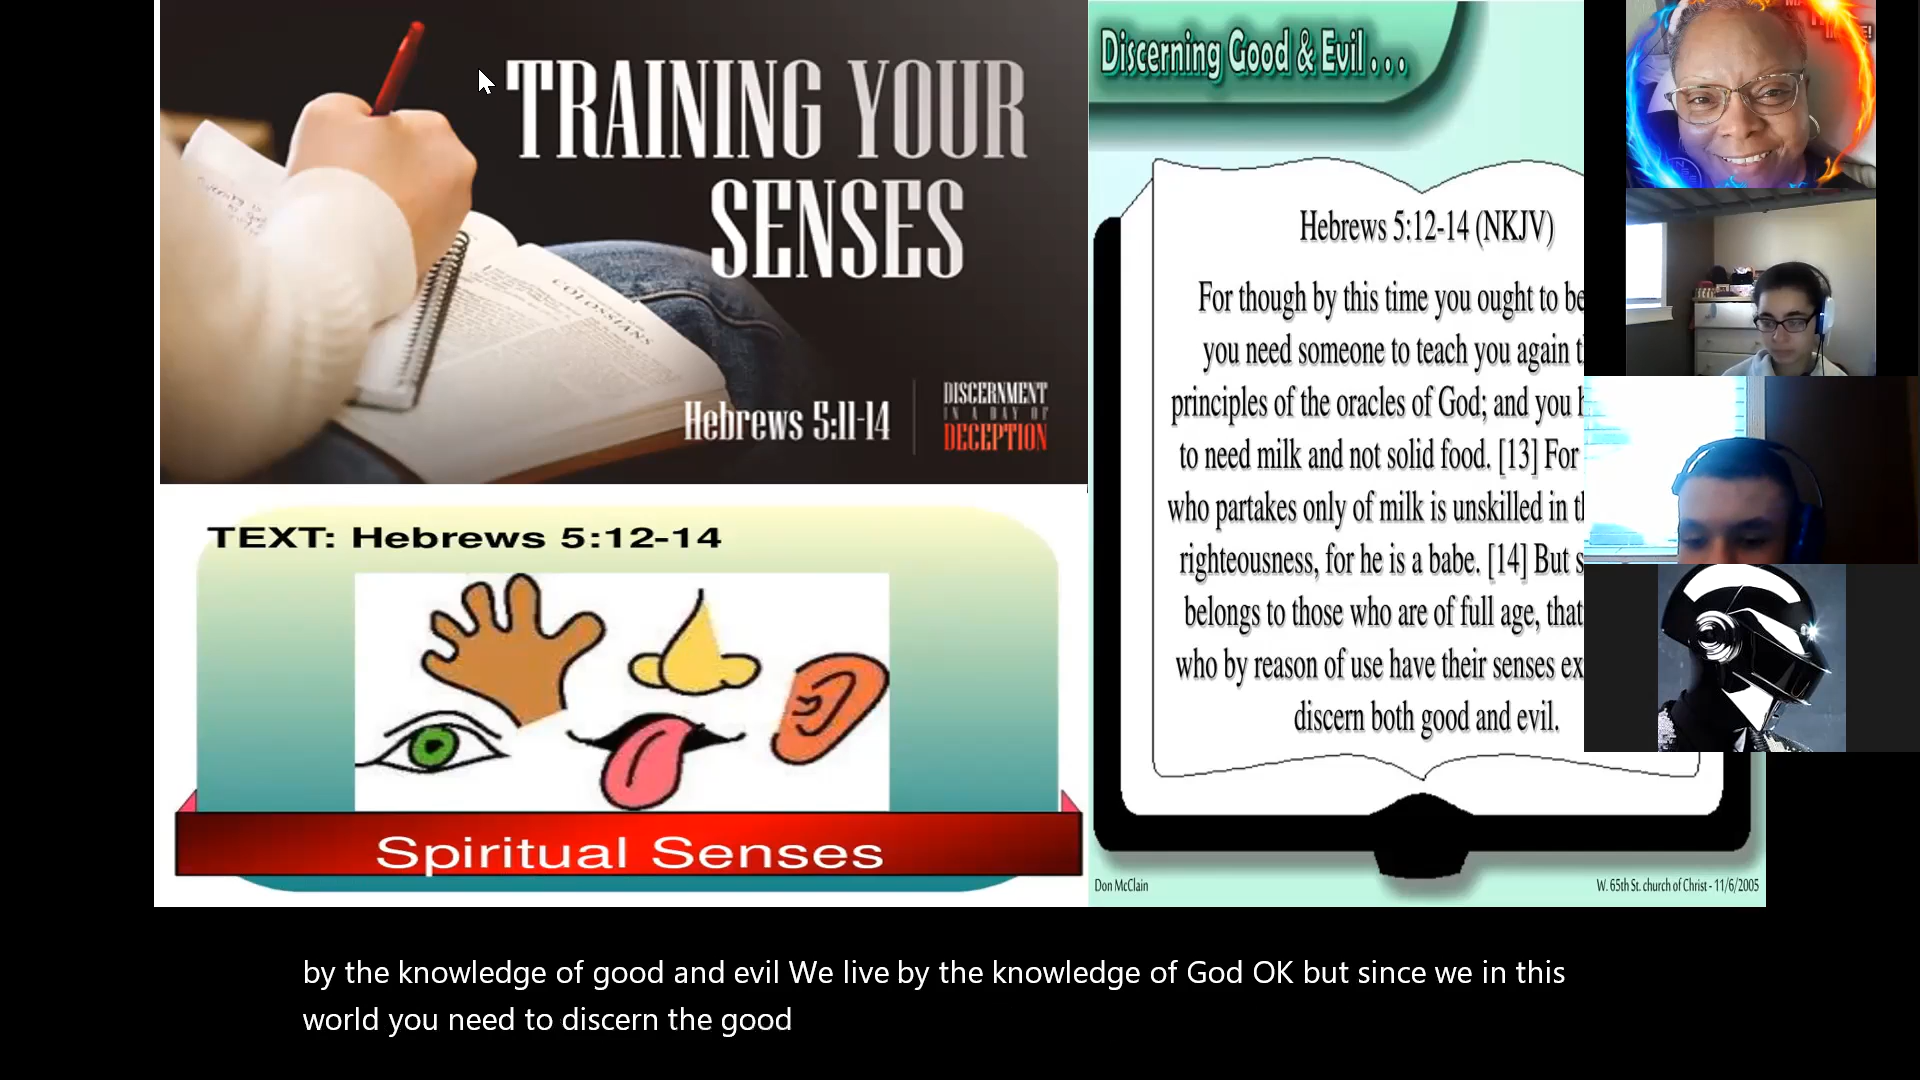 TRAINING YOUR
SENSES
Hebrews 5:11-14
DISCERNMENT
IN A DAY OF
DECEPTION
COLOSSIANS
TEXT: Hebrews 5:12-14
Spiritual Senses
Discerning Good & Evil . . .
Hebrews 5:12-14 (NKJV)
For though by this time you ought to be
you need someone to teach you again
principles of the oracles of God; and you
to need milk and not solid food. [13] For
who partakes only of milk is unskilled in
righteousness, for he is a babe. [14] But
belongs to those who are of full age, that
who by reason of use have their senses
discern both good and evil.
Don McClain
W. 65th St. church of Christ - 11/6/2005
by the knowledge of good and evil We live by the knowledge of God OK but since we in this
world you need to discern the good